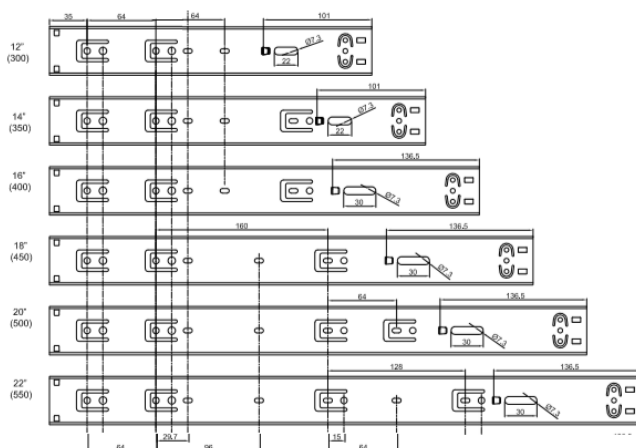 35 64 64 101
12" Ø7.3
(300) 22
101
14" Ø7.3
(350) 22
136.5
16" Ø7.3
(400) 30
160 136.5
18" Ø7.3
(450) 30
64 136.5
20" Ø7.3
(500) 30
128 136.5
22" Ø7.3
(550) 30
29.7 15
64 96 64